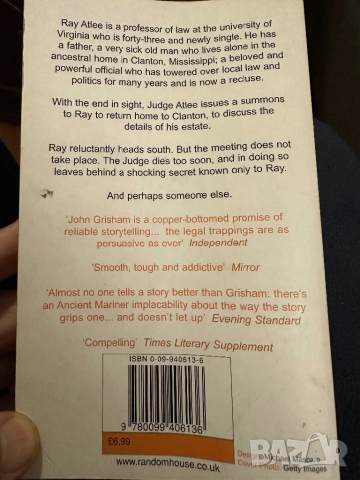 Ray Atlee is a professor of law at the university of
Virginia who is forty-three and newly single. He has
a father, a very sick old man who lives alone in the
ancestral home in Clanton, Mississippi; a beloved and
powerful official who has towered over local law and
politics for many years and is now a recluse.
With the end in sight, Judge Atlee issues a summons
to Ray to return home to Clanton, to discuss the
details of his estate.
Ray reluctantly heads south. But the meeting does not
take place. The Judge dies too soon, and in doing so
leaves behind a shocking secret known only to Ray.
And perhaps someone else.
'John Grisham is a copper-bottomed promise of
reliable storytelling... the legal trappings are as
persuasive as over' Independent
'Smooth, tough and addictive' Mirror
'Almost no one tells a story better than Grisham: there's
an Ancient Mariner implacability about the way the story
grips one... and doesn't let up' Evening Standard
'Compelling' Times Literary Supplement
ISBN 0-09-940613-6
9 780099 406136
£6.99
www.randomhouse.co.uk
Michael
Cover Photo: Getty Images
BAZAR